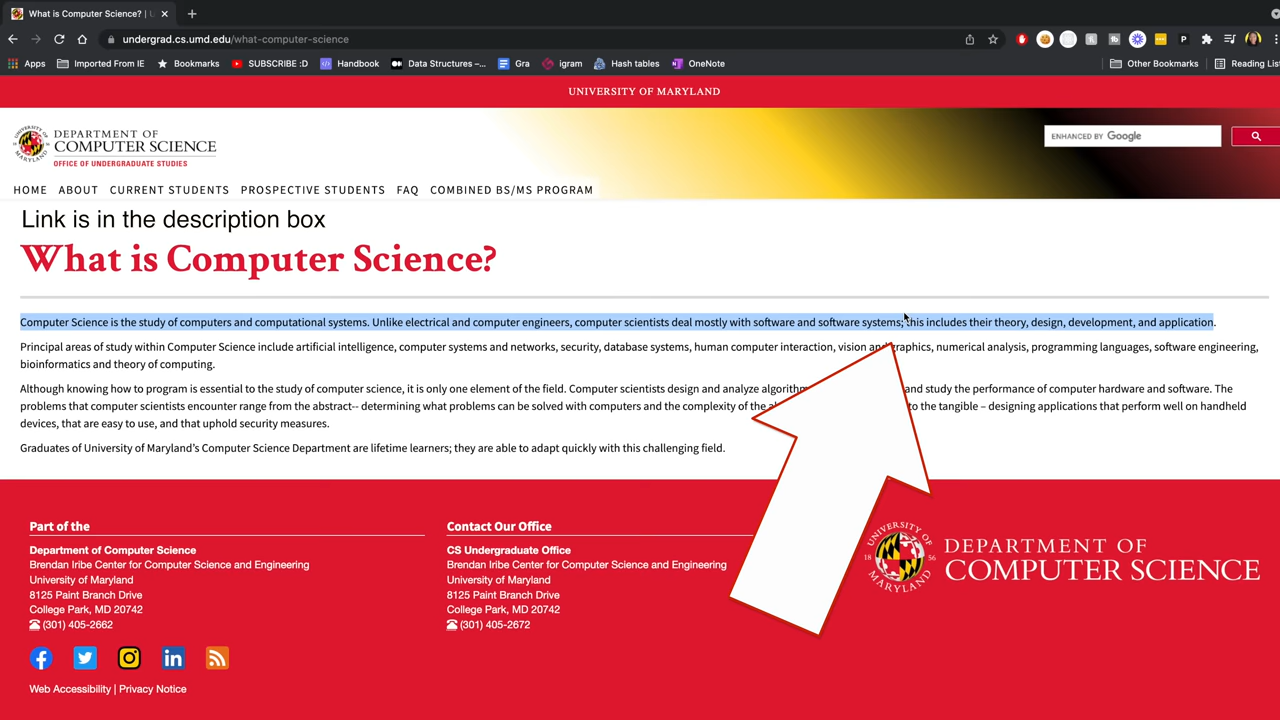 What is Computer Science? | U
undergrad.cs.umd.edu/what-computer-science
Apps Imported From IE Bookmarks SUBSCRIBE :D Handbook Data Structures –... Gra igram Hash tables OneNote Other Bookmarks Reading List
UNIVERSITY OF MARYLAND
UNIVERSITY OF MARYLAND
DEPARTMENT OF
COMPUTER SCIENCE
OFFICE OF UNDERGRADUATE STUDIES
ENHANCED BY Google
HOME ABOUT CURRENT STUDENTS PROSPECTIVE STUDENTS FAQ COMBINED BS/MS PROGRAM
Link is in the description box
What is Computer Science?
Computer Science is the study of computers and computational systems. Unlike electrical and computer engineers, computer scientists deal mostly with software and software systems; this includes their theory, design, development, and application.
Principal areas of study within Computer Science include artificial intelligence, computer systems and networks, security, database systems, human computer interaction, vision and graphics, numerical analysis, programming languages, software engineering,
bioinformatics and theory of computing.
Although knowing how to program is essential to the study of computer science, it is only one element of the field. Computer scientists design and analyze algorithm and study the performance of computer hardware and software. The
problems that computer scientists encounter range from the abstract-- determining what problems can be solved with computers and the complexity of the to the tangible – designing applications that perform well on handheld
devices, that are easy to use, and that uphold security measures.
Graduates of University of Maryland's Computer Science Department are lifetime learners; they are able to adapt quickly with this challenging field.
Part of the
Department of Computer Science
Brendan Iribe Center for Computer Science and Engineering
University of Maryland
8125 Paint Branch Drive
College Park, MD 20742
(301) 405-2662
Web Accessibility | Privacy Notice
Contact Our Office
CS Undergraduate Office
Brendan Iribe Center for Computer Science and Engineering
University of Maryland
8125 Paint Branch Drive
College Park, MD 20742
(301) 405-2672
UNIVERSITY OF MARYLAND
18 56
DEPARTMENT OF
COMPUTER SCIENCE